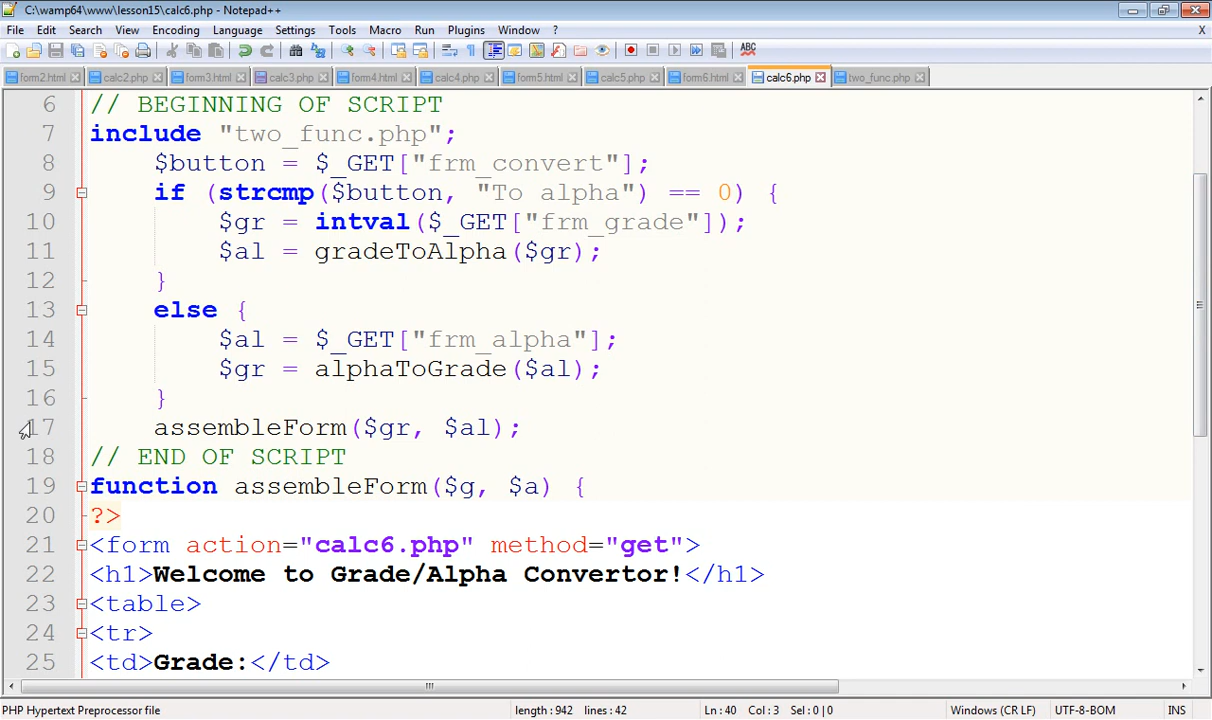 C:\wamp64\www\lesson15\calc6.php - Notepad++
File Edit Search View Encoding Language Settings Tools Macro Run Plugins Window ? X
ABC
form2.html calc2.php form3.html calc3.php form4.html calc4.php form5.html calc5.php form6.html calc6.php two_func.php
6 // BEGINNING OF SCRIPT
7 include "two_func.php";
8 $button = $_GET["frm_convert"];
9 if (strcmp($button, "To alpha") == 0) {
10 $gr = intval($_GET["frm_grade"]);
11 $al = gradeToAlpha($gr);
12 }
13 else {
14 $al = $_GET["frm_alpha"];
15 $gr = alphaToGrade($al);
16 }
17 assembleForm($gr, $al);
18 // END OF SCRIPT
19 function assembleForm($g, $a) {
20 ?>
21 <form action="calc6.php" method="get">
22 <h1>Welcome to Grade/Alpha Convertor!</h1>
23 <table>
24 <tr>
25 <td>Grade:</td>
PHP Hypertext Preprocessor file length : 942 lines : 42 Ln : 40 Col : 3 Sel : 0 | 0 Windows (CR LF) UTF-8-BOM INS